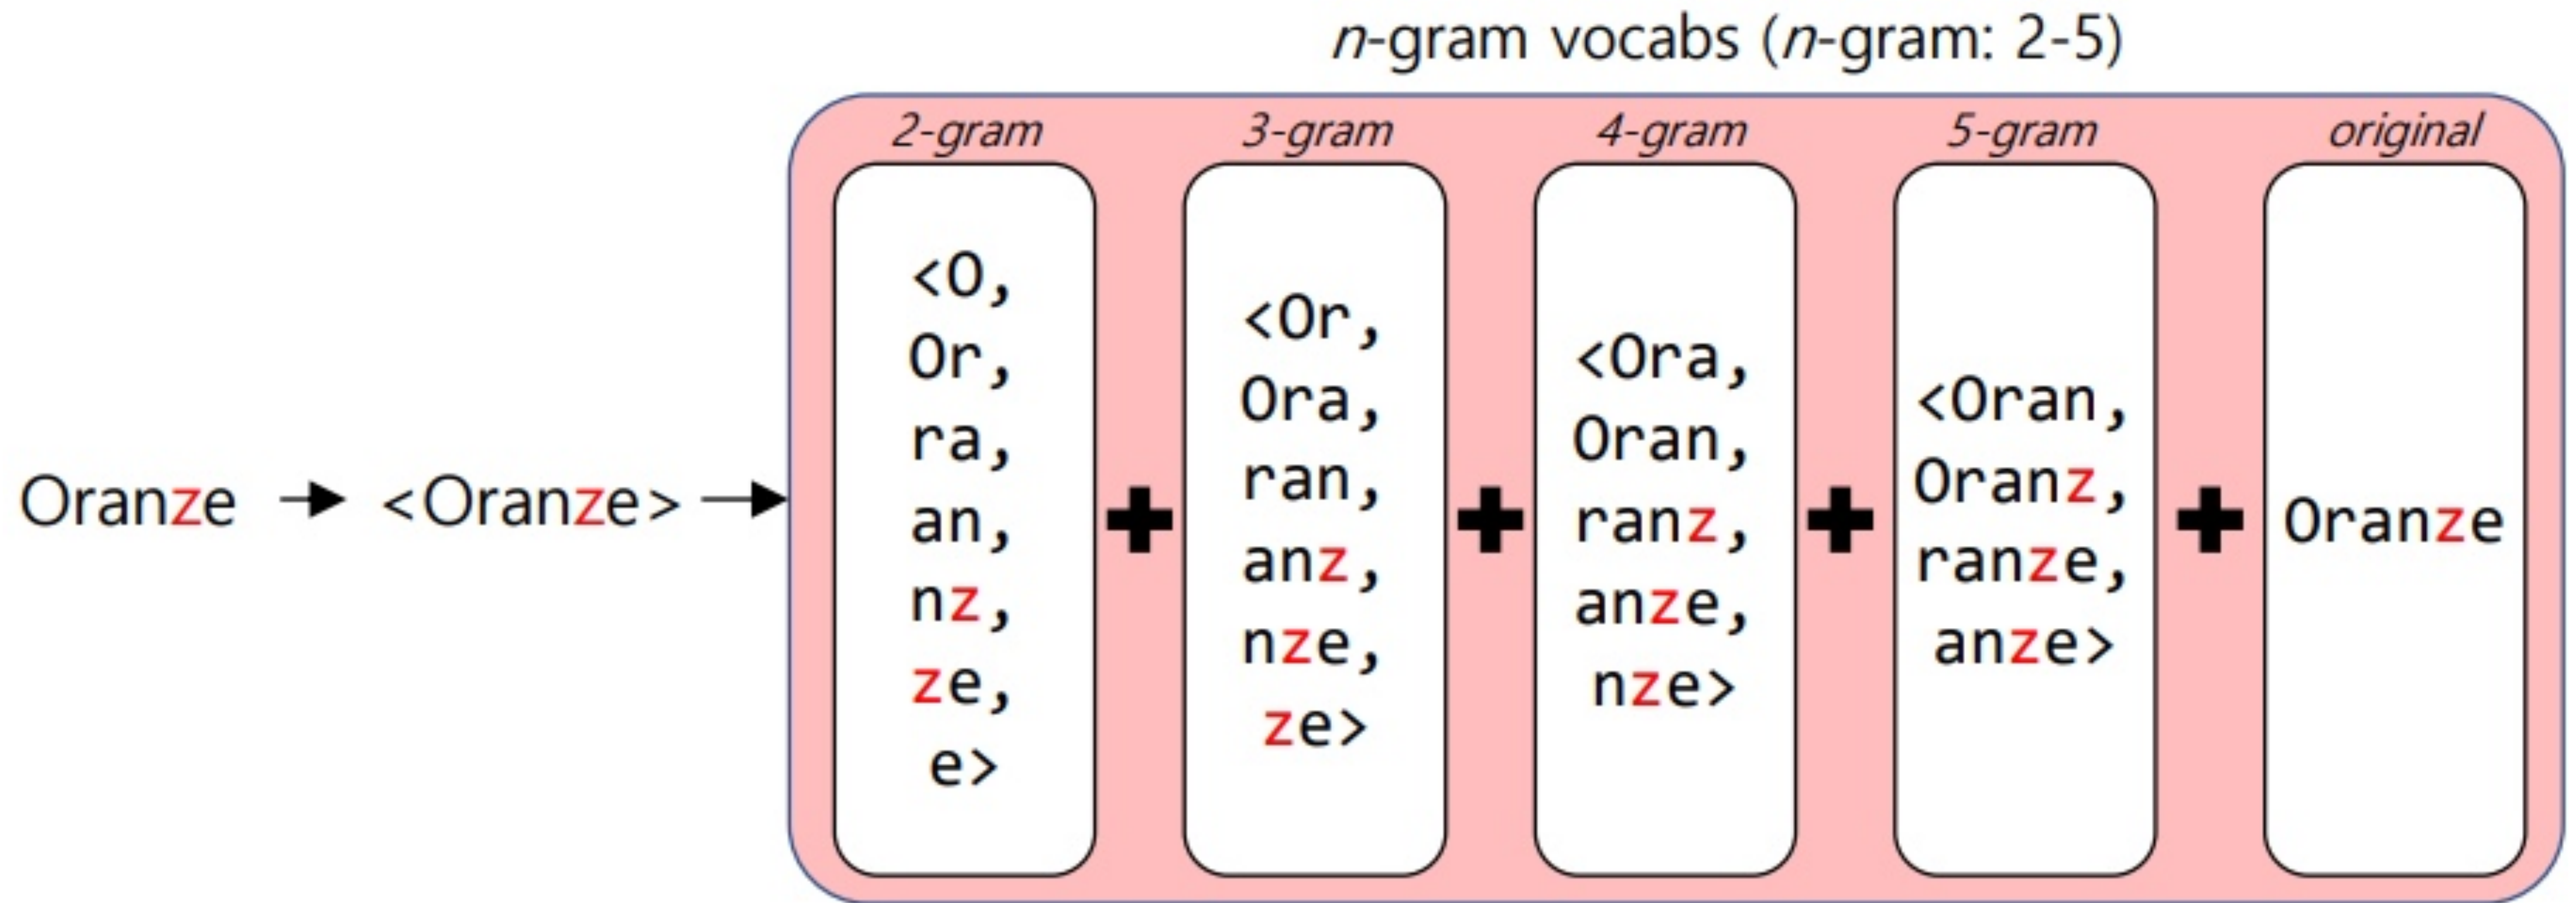 n-gram vocabs (n-gram: 2-5)
2-gram
3-gram
4-gram
5-gram
original
Oranze
<Oranze>
<O,
Or,
ra,
an,
nz,
ze,
e>
<Or,
Ora,
ran,
anz,
nze,
ze>
<Ora,
Oran,
ranz,
anze,
nze>
<Oran,
Oranz,
ranze,
anze>
Oranze